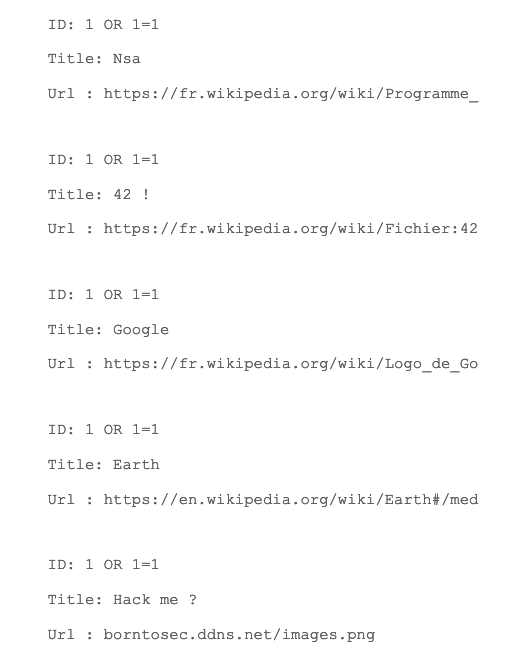 ID: 1 OR 1=1
Title: Nsa
Url : https://fr.wikipedia.org/wiki/Programme_
ID: 1 OR 1=1
Title: 42 !
Url : https://fr.wikipedia.org/wiki/Fichier:42
ID: 1 OR 1=1
Title: Google
Url : https://fr.wikipedia.org/wiki/Logo_de_Go
ID: 1 OR 1=1
Title: Earth
Url : https://en.wikipedia.org/wiki/Earth#/med
ID: 1 OR 1=1
Title: Hack me ?
Url : borntosec.ddns.net/images.png